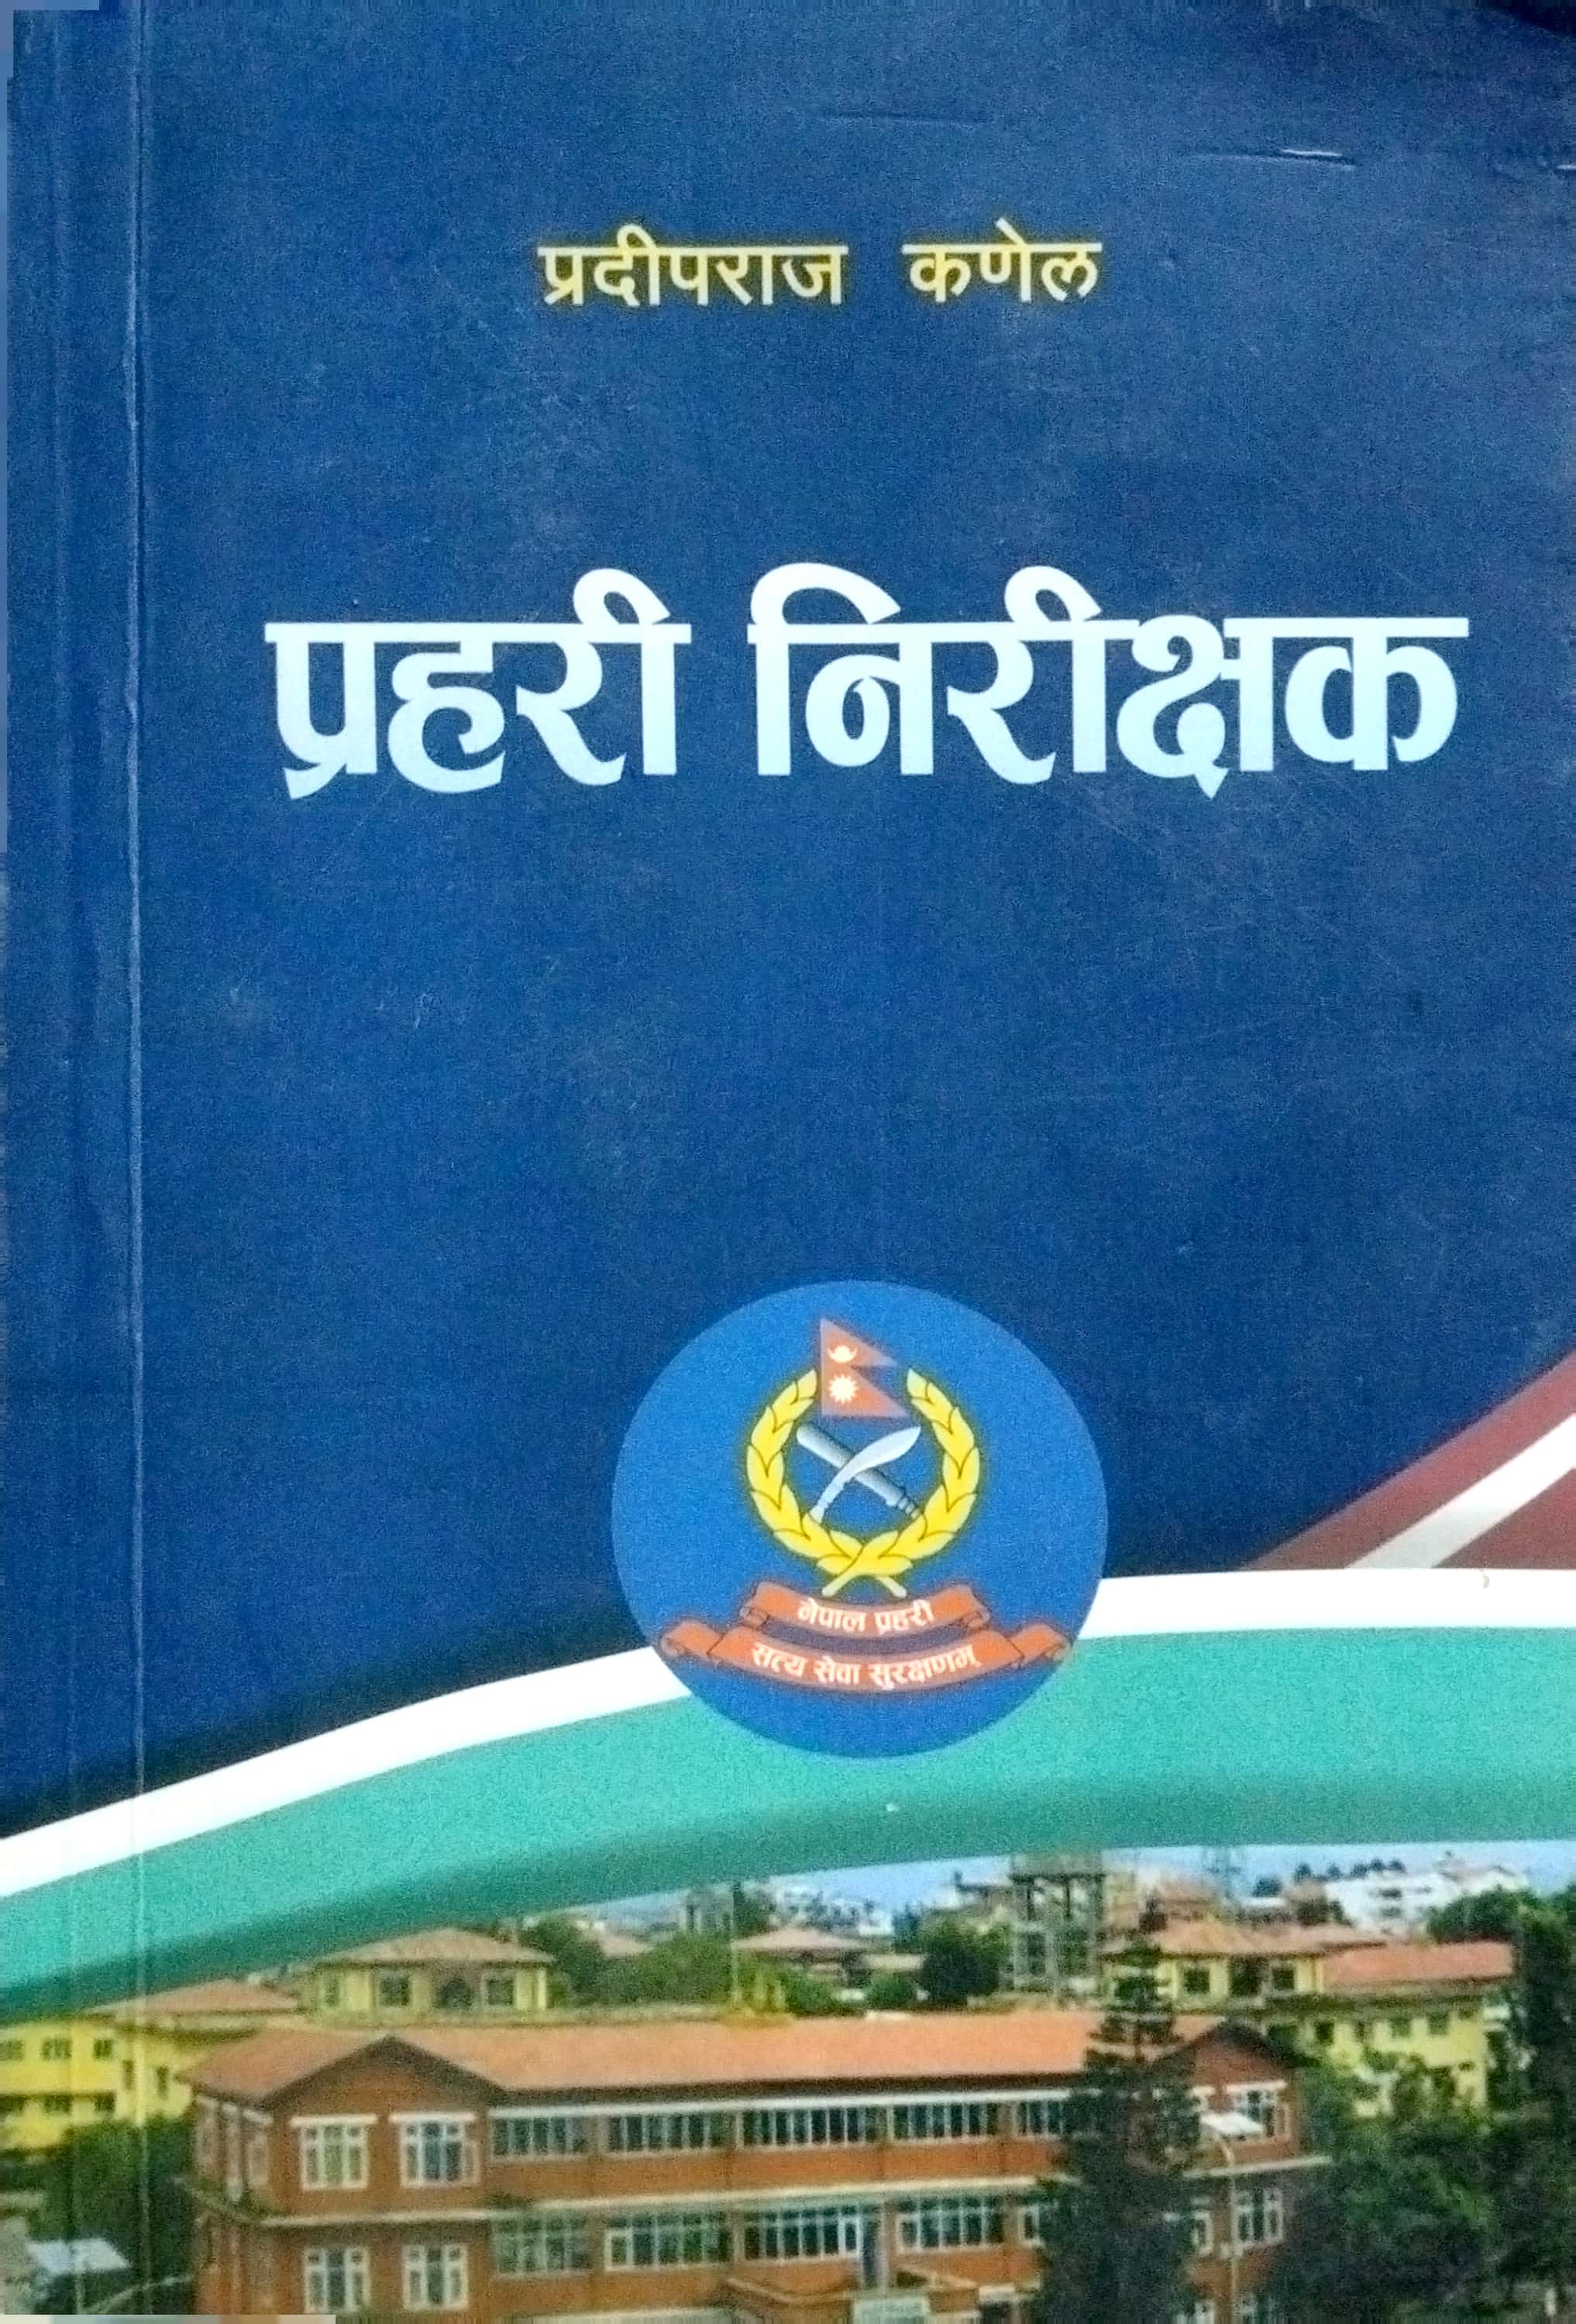 प्रदीपराज कणेल
प्रहरी निरीक्षक
नेपाल प्रहरी
सत्य सेवा सुरक्षणम्